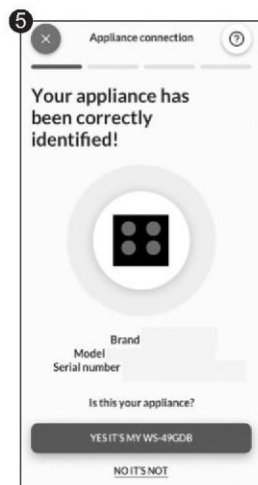 5
Appliance connection
?
Your appliance has
been correctly
identified!
Brand
Model
Serial number
Is this your appliance?
YES IT'S MY WS-49GDB
NO IT'S NOT